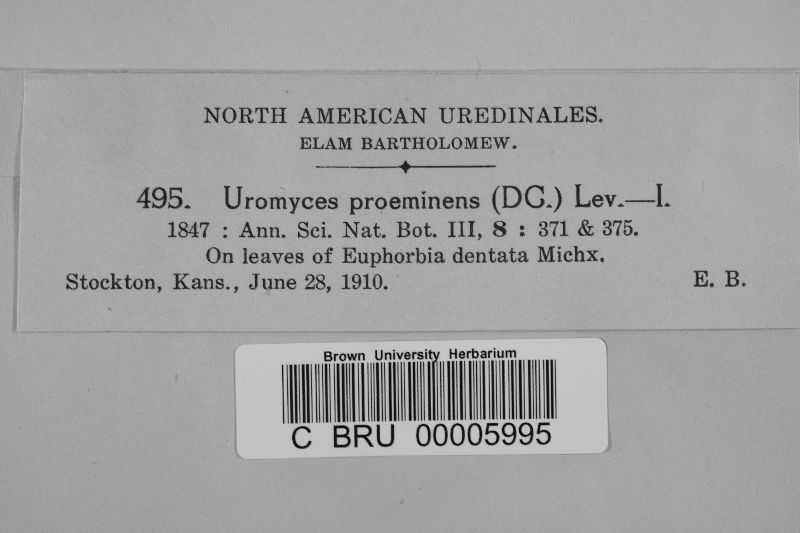 NORTH AMERICAN UREDINALES.
ELAM BARTHOLOMEW.
495. Uromyces proeminens (DC.) Lev.—I.
1847 : Ann. Sci. Nat. Bot. III, 8 : 371 & 375.
On leaves of Euphorbia dentata Michx.
Stockton, Kans., June 28, 1910. E. B.
Brown University Herbarium
C BRU 00005995